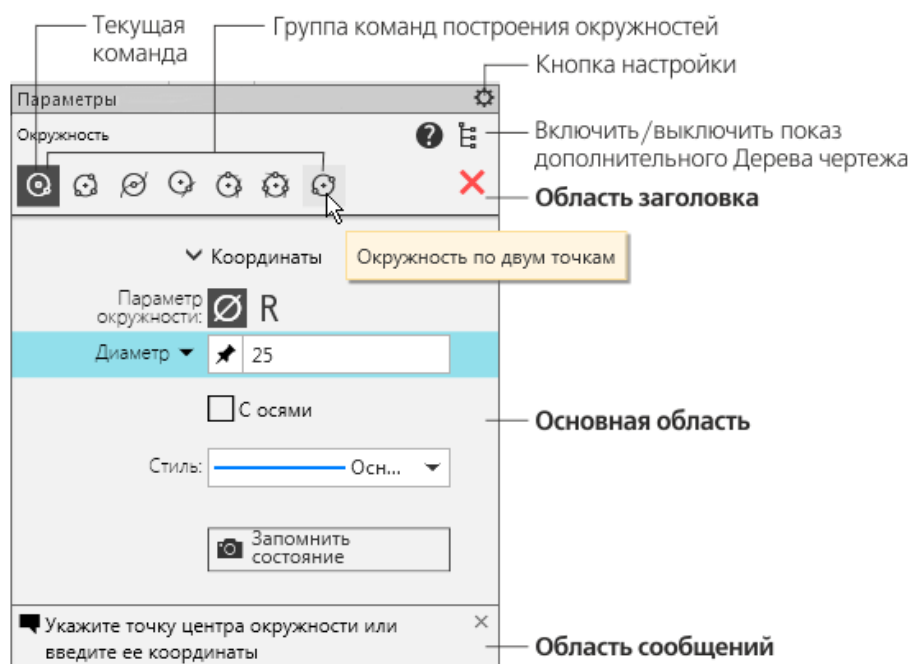 Текущая
команда
Группа команд построения окружностей
Кнопка настройки
Параметры
Окружность
Включить/выключить показ
дополнительного Дерева чертежа
Область заголовка
Координаты
Окружность по двум точкам
Параметр
окружности:
R
Диаметр
25
С осями
Основная область
Стиль:
Осн...
Запомнить
состояние
Укажите точку центра окружности или
введите ее координаты
Область сообщений